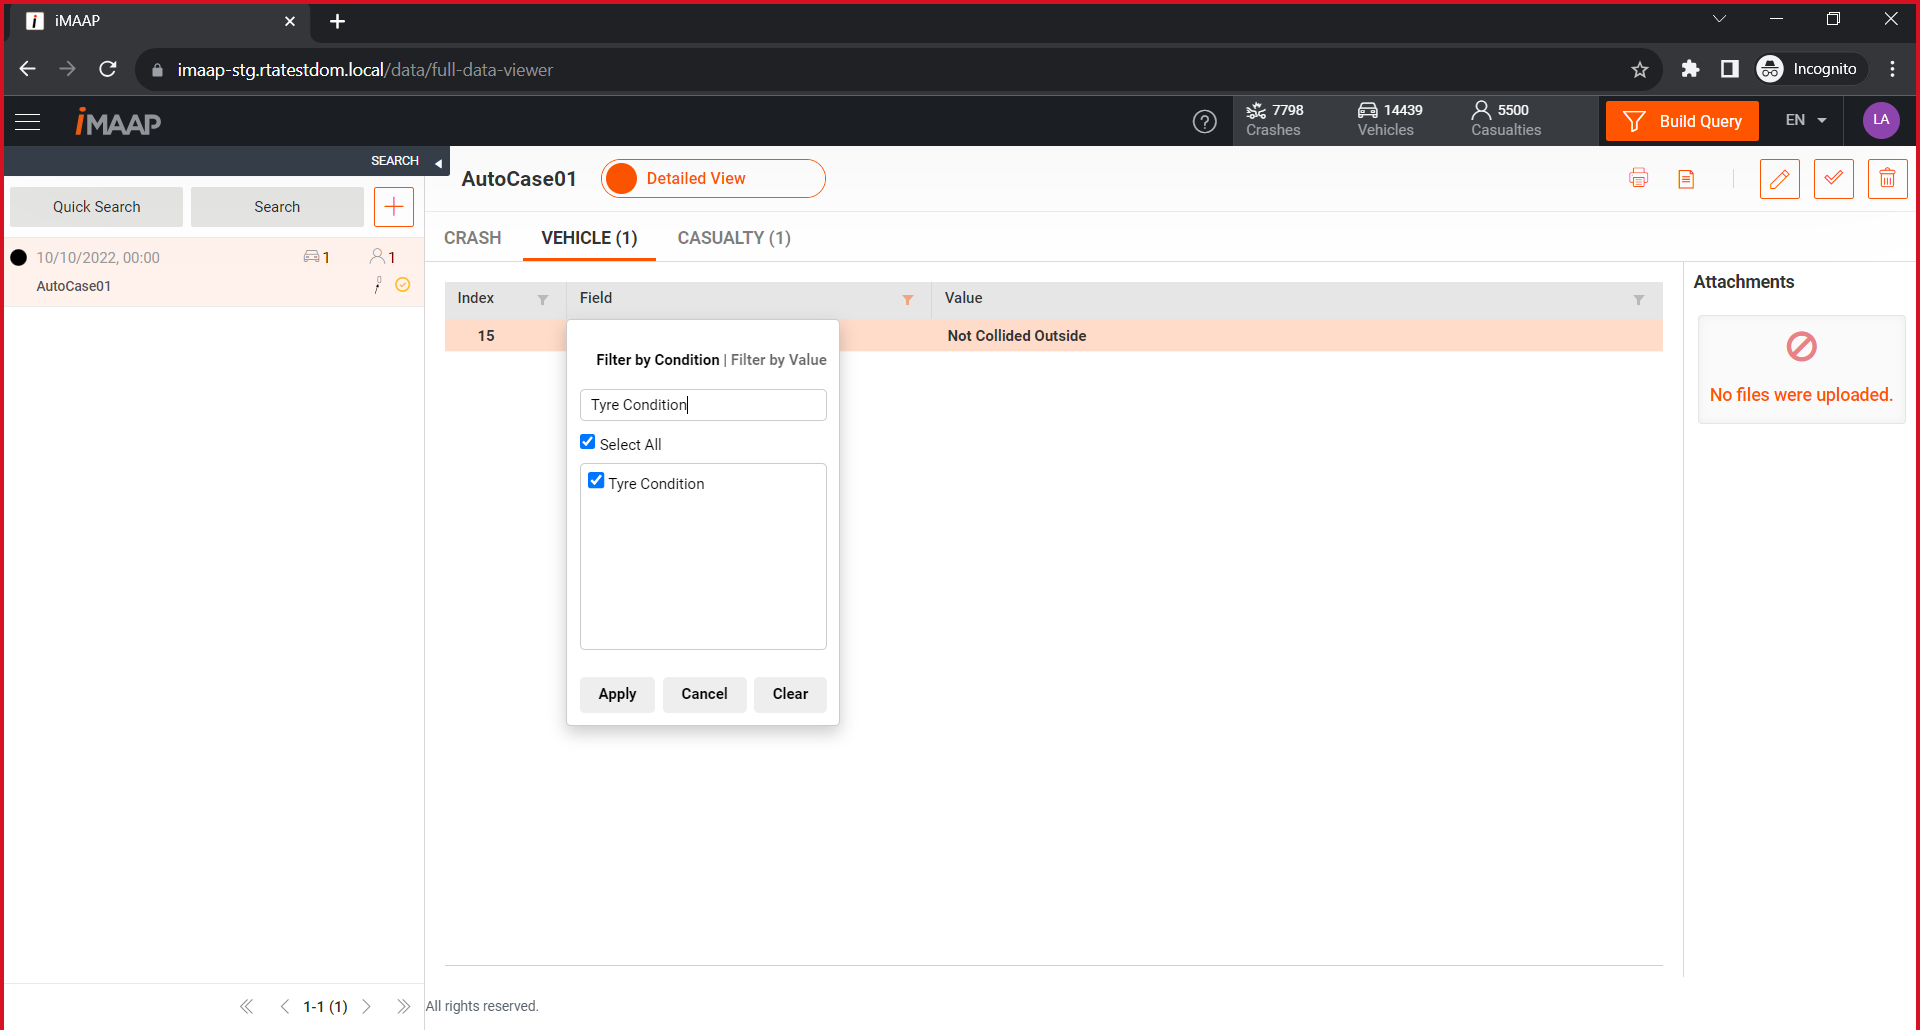 iMAAP
imaap-stg.rtatestdom.local/data/full-data-viewer
Incognito
iMAAP
7798
Crashes
14439
Vehicles
5500
Casualties
Build Query
EN
LA
SEARCH
Quick Search
Search
10/10/2022, 00:00
1
1
AutoCase01
AutoCase01
Detailed View
CRASH
VEHICLE (1)
CASUALTY (1)
Index
Field
Value
15
Not Collided Outside
Filter by Condition | Filter by Value
Tyre Condition
Select All
Tyre Condition
Apply
Cancel
Clear
Attachments
No files were uploaded.
1-1 (1)
All rights reserved.